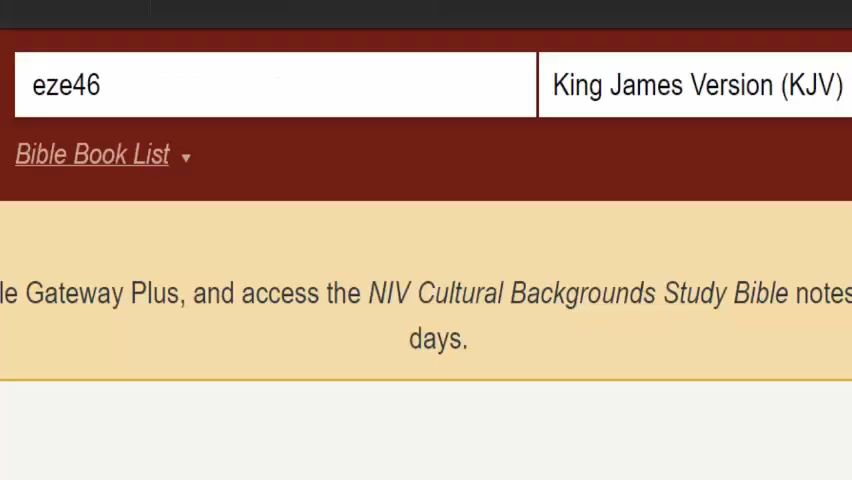 eze46 King James Version (KJV)
Bible Book List
le Gateway Plus, and access the NIV Cultural Backgrounds Study Bible notes
days.